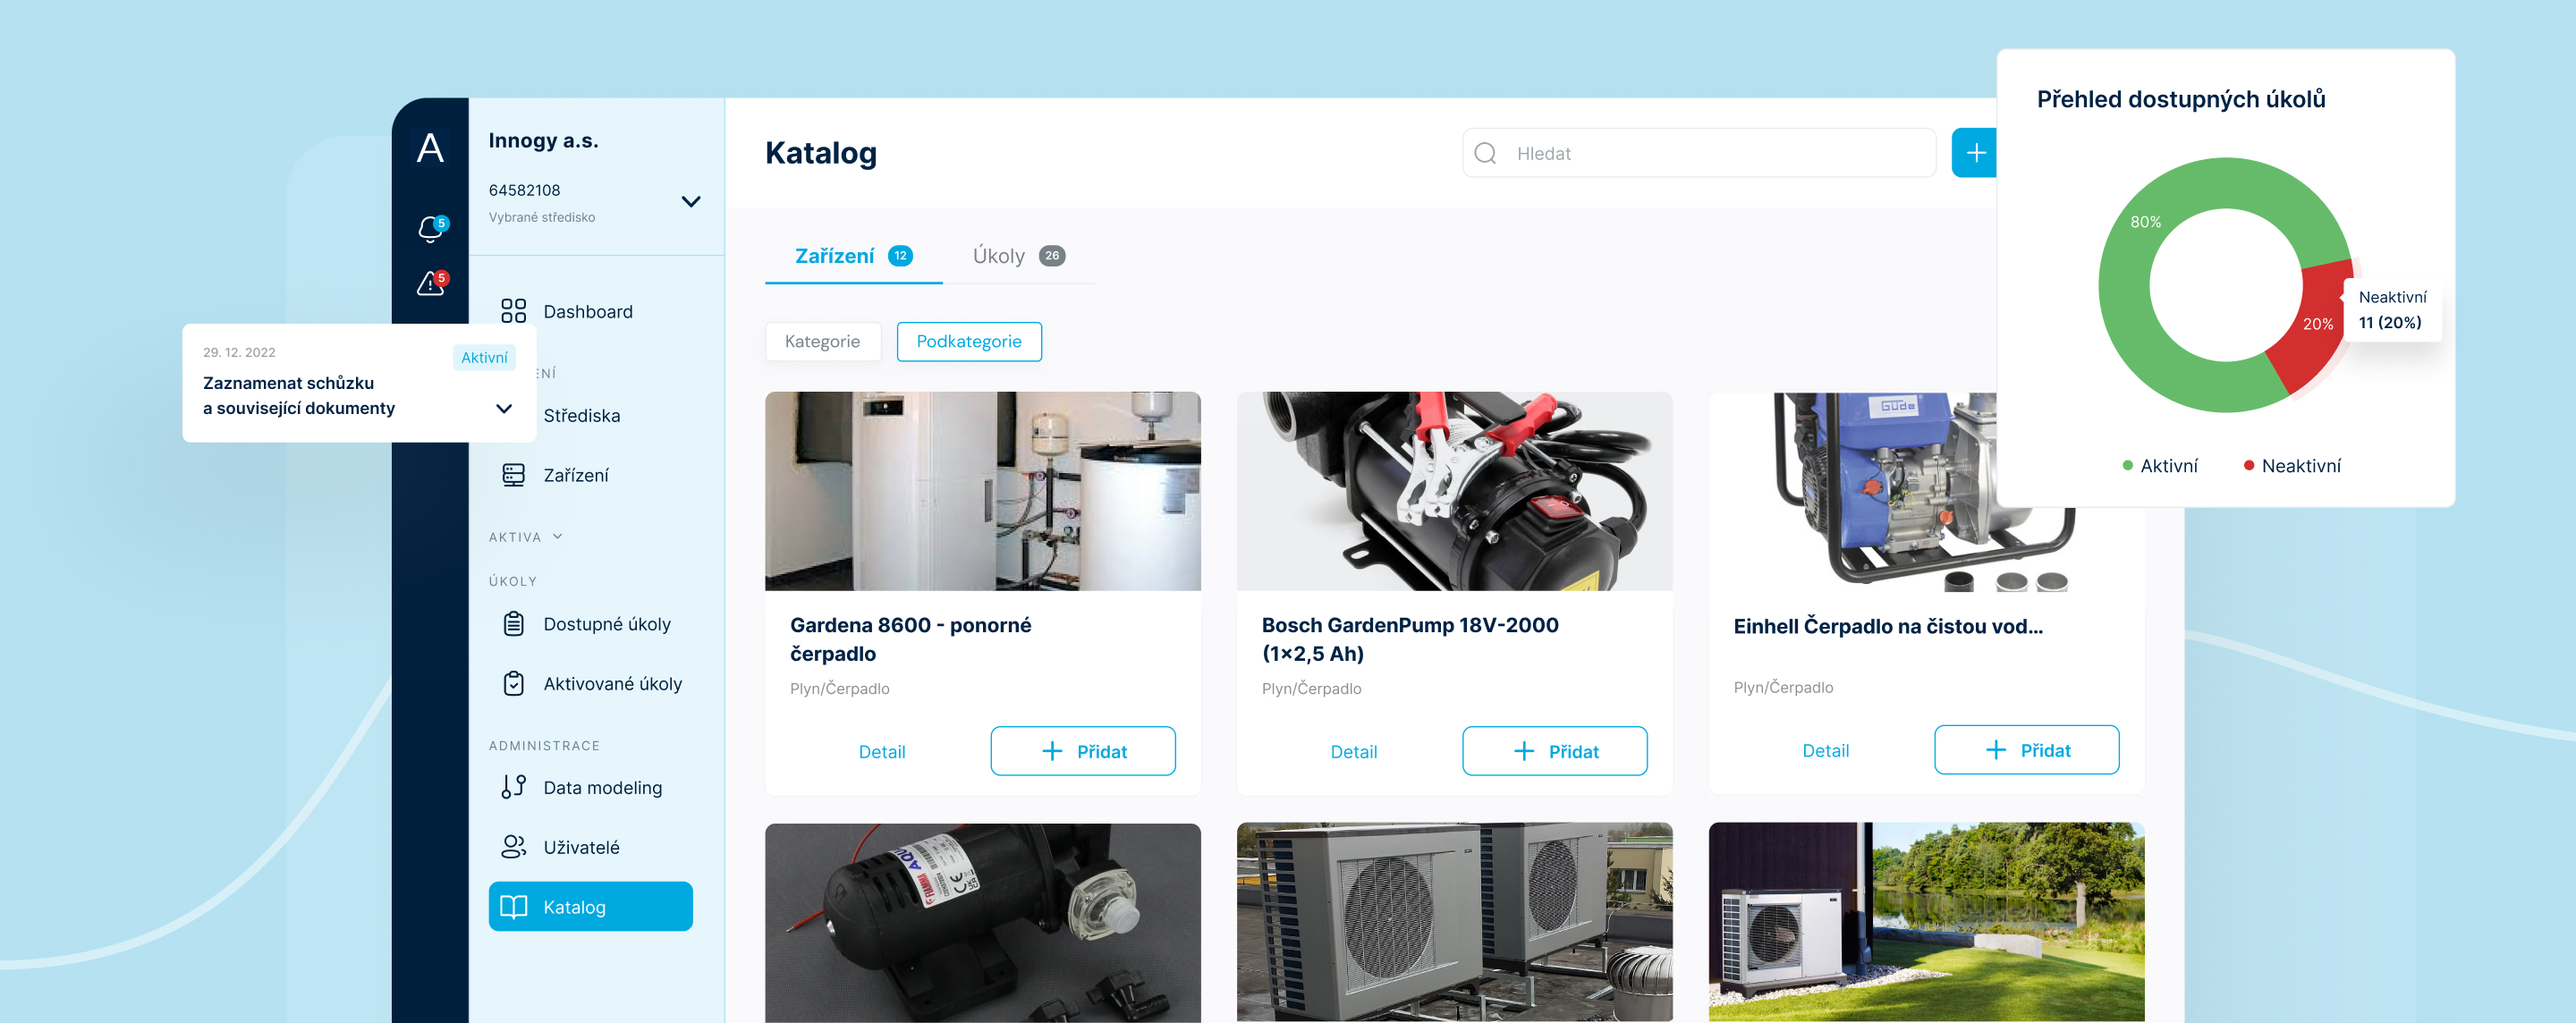 A
5
5
Innogy a.s.
64582108
Vybrané středisko
Dashboard
29. 12. 2022
Aktivní
Zaznamenat schůzku
a související dokumenty
ENÍ
Střediska
Zařízení
AKTIVA
ÚKOLY
Dostupné úkoly
Aktivované úkoly
ADMINISTRACE
Data modeling
Uživatelé
Katalog
Katalog
Hledat
Zařízení 12
Úkoly 26
Kategorie
Podkategorie
Güde
Gardena 8600 - ponorné
čerpadlo
Plyn/Čerpadlo
Detail
+ Přidat
Bosch GardenPump 18V-2000
(1×2,5 Ah)
Plyn/Čerpadlo
Detail
+ Přidat
Einhell Čerpadlo na čistou vod...
Plyn/Čerpadlo
Detail
+ Přidat
AQU
FIAMMA
CE
Přehled dostupných úkolů
80%
20%
Neaktivní
11 (20%)
Aktivní
Neaktivní